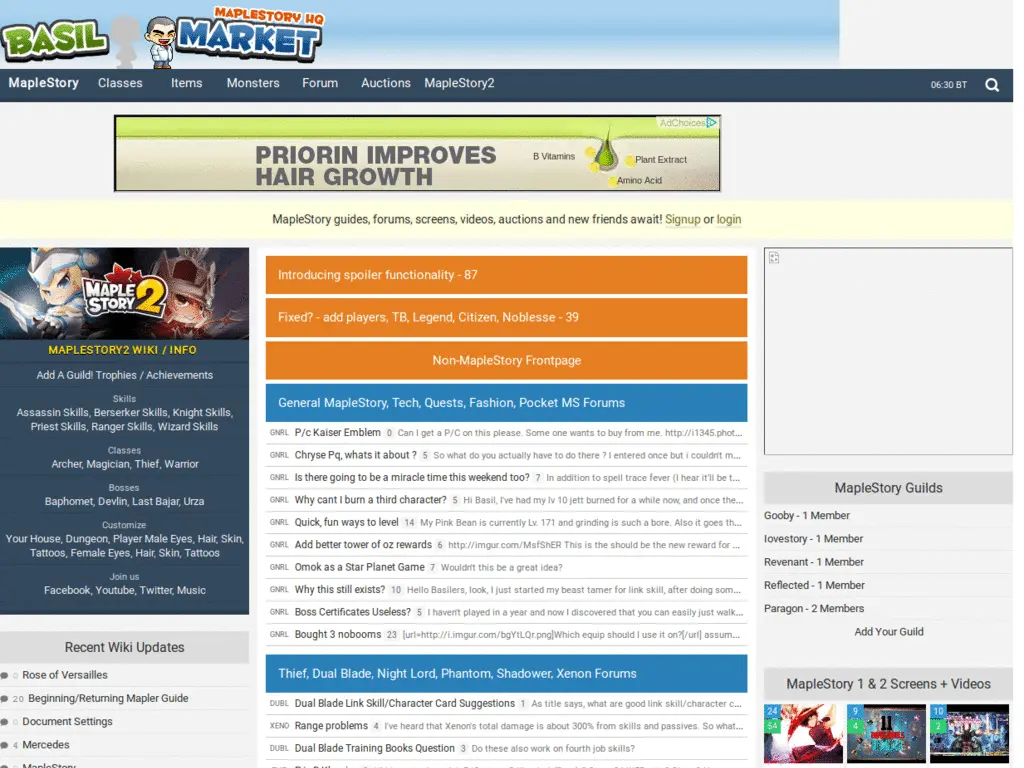 BASIL MARKET
MAPLESTORY HQ
MapleStory Classes Items Monsters Forum Auctions MapleStory2 06:30 BT
AdChoices
PRIORIN IMPROVES
HAIR GROWTH
B Vitamins
Plant Extract
Amino Acid
MapleStory guides, forums, screens, videos, auctions and new friends await! Signup or login
MAPLE STORY 2
MAPLESTORY2 WIKI / INFO
Add A Guild! Trophies / Achievements
Skills
Assassin Skills, Berserker Skills, Knight Skills,
Priest Skills, Ranger Skills, Wizard Skills
Classes
Archer, Magician, Thief, Warrior
Bosses
Baphomet, Devlin, Last Bajar, Urza
Customize
Your House, Dungeon, Player Male Eyes, Hair, Skin,
Tattoos, Female Eyes, Hair, Skin, Tattoos
Join us
Facebook, Youtube, Twitter, Music
Recent Wiki Updates
0 Rose of Versailles
20 Beginning/Returning Mapler Guide
0 Document Settings
4 Mercedes
MapleStory
Introducing spoiler functionality - 87
Fixed? - add players, TB, Legend, Citizen, Noblesse - 39
Non-MapleStory Frontpage
General MapleStory, Tech, Quests, Fashion, Pocket MS Forums
GNRL P/c Kaiser Emblem 0 Can I get a P/C on this please. Some one wants to buy from me. http://i1345.phot...
GNRL Chryse Pq, whats it about ? 5 So what do you actually have to do there ? I entered once but i couldnt m...
GNRL Is there going to be a miracle time this weekend too? 7 In addition to spell trace fever (I hear it'll be t...
GNRL Why cant I burn a third character? 5 Hi Basil, I've had my lv 10 jett burned for a while now, and once the...
GNRL Quick, fun ways to level 14 My Pink Bean is currently Lv. 171 and grinding is such a bore. Also it goes th...
GNRL Add better tower of oz rewards 6 http://imgur.com/MsfShER This is the should be the new reward for ...
GNRL Omok as a Star Planet Game 7 Wouldn't this be a great idea?
GNRL Why this still exists? 10 Hello Basilers, look, I just started my beast tamer for link skill, after doing som...
GNRL Boss Certificates Useless? 5 I haven't played in a year and now I discovered that you can easily just walk...
GNRL Bought 3 nobooms 23 [url=http://i.imgur.com/bgYtLQr.png]Which equip should I use it on?[/url] assum...
Thief, Dual Blade, Night Lord, Phantom, Shadower, Xenon Forums
DUBL Dual Blade Link Skill/Character Card Suggestions 1 As title says, what are good link skill/character c...
XENO Range problems 4 I've heard that Xenon's total damage is about 300% from skills and passives. So what...
DUBL Dual Blade Training Books Question 3 Do these also work on fourth job skills?
MapleStory Guilds
Gooby - 1 Member
Iovestory - 1 Member
Revenant - 1 Member
Reflected - 1 Member
Paragon - 2 Members
Add Your Guild
MapleStory 1 & 2 Screens + Videos
24 9 10
54 4 2